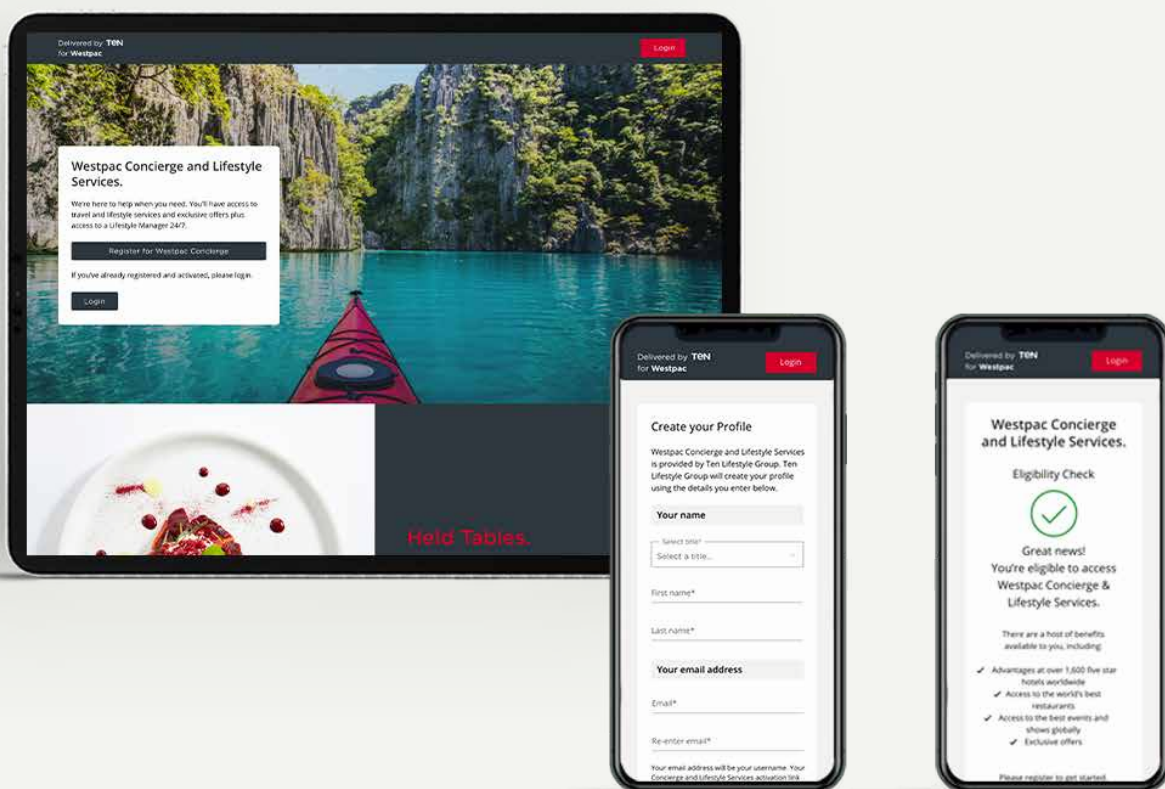 Delivered by TEN
for Westpac
Login
Westpac Concierge and Lifestyle
Services.
We're here to help when you need. You'll have access to
travel and lifestyle services and exclusive offers plus
access to a Lifestyle Manager 24/7.
Register for Westpac Concierge
If you've already registered and activated, please login.
Login
Held Tables.
Delivered by TEN
for Westpac
Login
Create your Profile
Westpac Concierge and Lifestyle Services
is provided by Ten Lifestyle Group. Ten
Lifestyle Group will create your profile
using the details you enter below.
Your name
Select title*
Select a title...
First name*
Last name*
Your email address
Email*
Re-enter email*
Your email address will be your username. Your
Concierge and Lifestyle Services activation link
Delivered by TEN
for Westpac
Login
Westpac Concierge
and Lifestyle Services.
Eligibility Check
Great news!
You're eligible to access
Westpac Concierge &
Lifestyle Services.
There are a host of benefits
available to you, including:
Advantages at over 1,600 five star
hotels worldwide
Access to the world's best
restaurants
Access to the best events and
shows globally
Exclusive offers
Please register to get started.